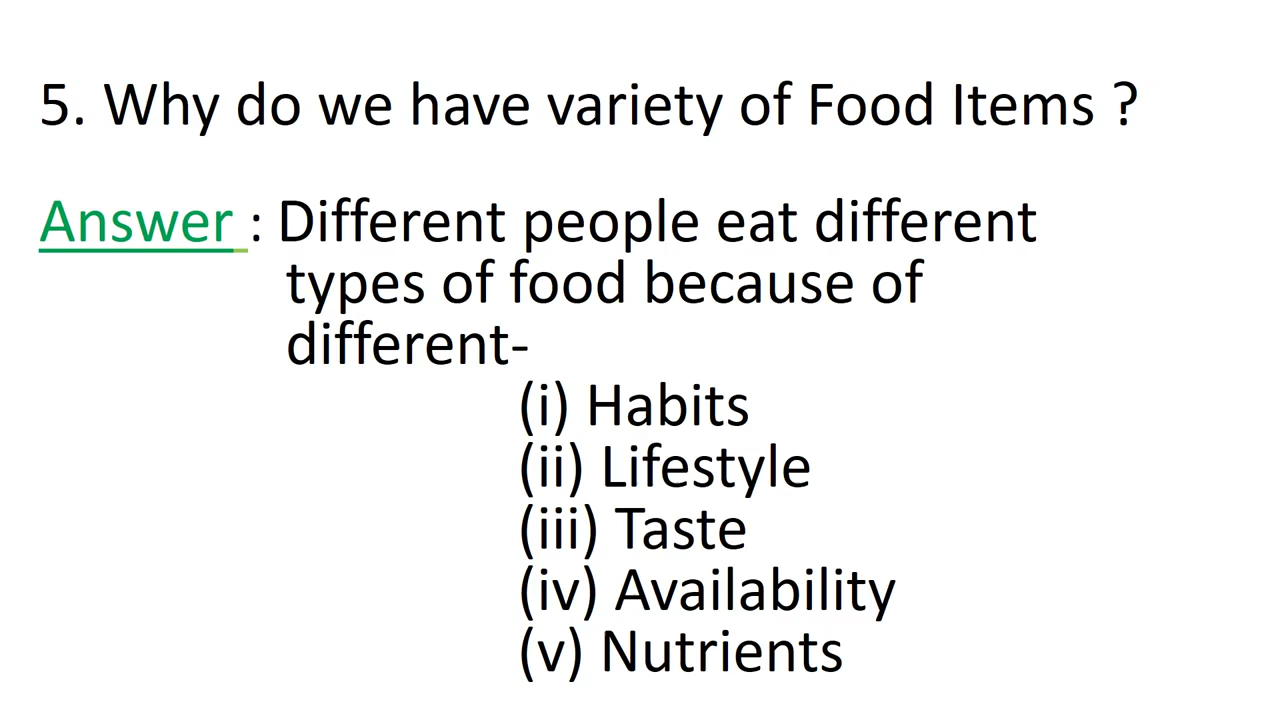 5. Why do we have variety of Food Items ?
Answer : Different people eat different
types of food because of
different-
(i) Habits
(ii) Lifestyle
(iii) Taste
(iv) Availability
(v) Nutrients